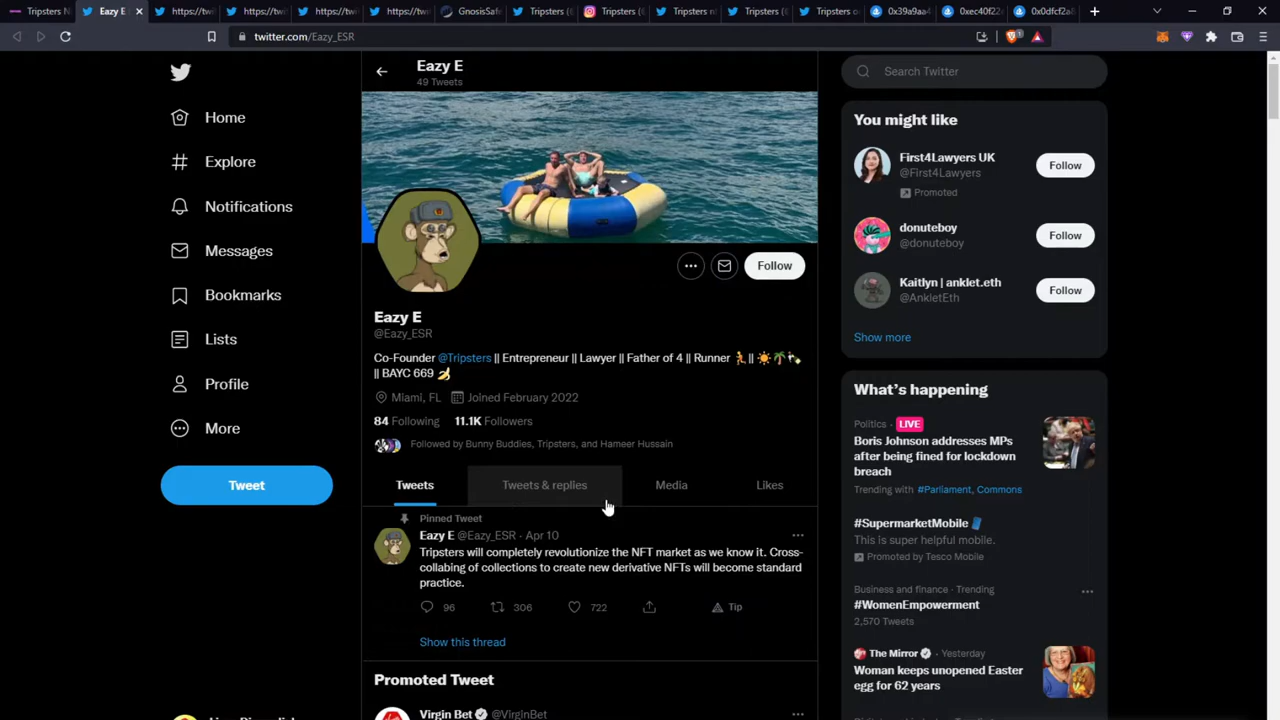 Tripsters N
Eazy E
https://twi
https://twi
https://twi
https://twi
GnosisSafe
Tripsters (
Tripsters (
Tripsters n
Tripsters (
Tripsters o
0x39a9aa4
0xec40f22
0x0dfcf2a8
twitter.com/Eazy_ESR
Home
Explore
Notifications
Messages
Bookmarks
Lists
Profile
More
Tweet
Eazy E
49 Tweets
Follow
Eazy E
@Eazy_ESR
Co-Founder @Tripsters || Entrepreneur || Lawyer || Father of 4 || Runner 🏃|| ☀️🌴🍾
|| BAYC 669 🍌
Miami, FL Joined February 2022
84 Following 11.1K Followers
Followed by Bunny Buddies, Tripsters, and Hameer Hussain
Tweets Tweets & replies Media Likes
Pinned Tweet
Eazy E @Eazy_ESR · Apr 10
Tripsters will completely revolutionize the NFT market as we know it. Cross-
collabing of collections to create new derivative NFTs will become standard
practice.
96 306 722 Tip
Show this thread
Promoted Tweet
Virgin Bet @VirginBet
Search Twitter
You might like
First4Lawyers UK
@First4Lawyers
Promoted
Follow
donuteboy
@donuteboy
Follow
Kaitlyn | anklet.eth
@AnkletEth
Follow
Show more
What's happening
Politics · LIVE
Boris Johnson addresses MPs
after being fined for lockdown
breach
Trending with #Parliament, Commons
#SupermarketMobile
This is super helpful mobile.
Promoted by Tesco Mobile
Business and finance · Trending
#WomenEmpowerment
2,570 Tweets
The Mirror · Yesterday
Woman keeps unopened Easter
egg for 62 years